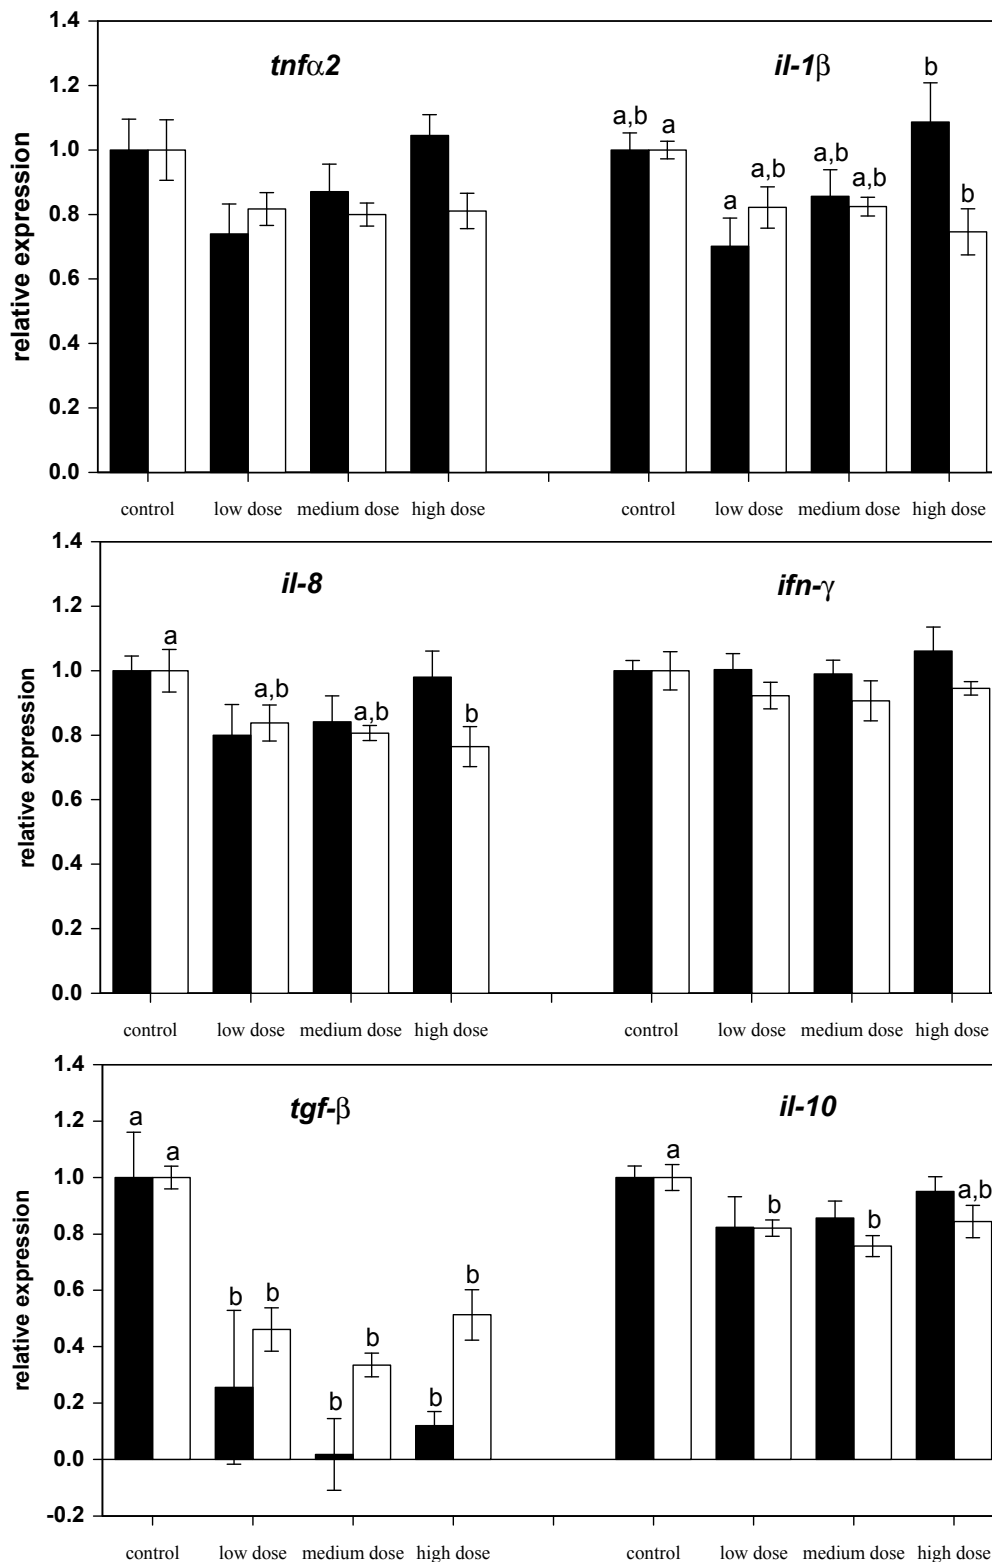 1.4
tnfα2
il-1β
1.2
b
a,b
a
1.0
a,b
a,b
a,b
a
b
0.8
0.6
0.4
0.2
0.0
relative expression
control low dose medium dose high dose control low dose medium dose high dose
1.4
il-8
ifn-γ
1.2
a
1.0
a,b
a,b
b
0.8
0.6
0.4
0.2
0.0
relative expression
control low dose medium dose high dose control low dose medium dose high dose
1.4
tgf-β
il-10
1.2
a
a
a
1.0
a,b
b
b
0.8
0.6
b
b
b
b
0.4
0.2
b
b
0.0
-0.2
relative expression
control low dose medium dose high dose control low dose medium dose high dose